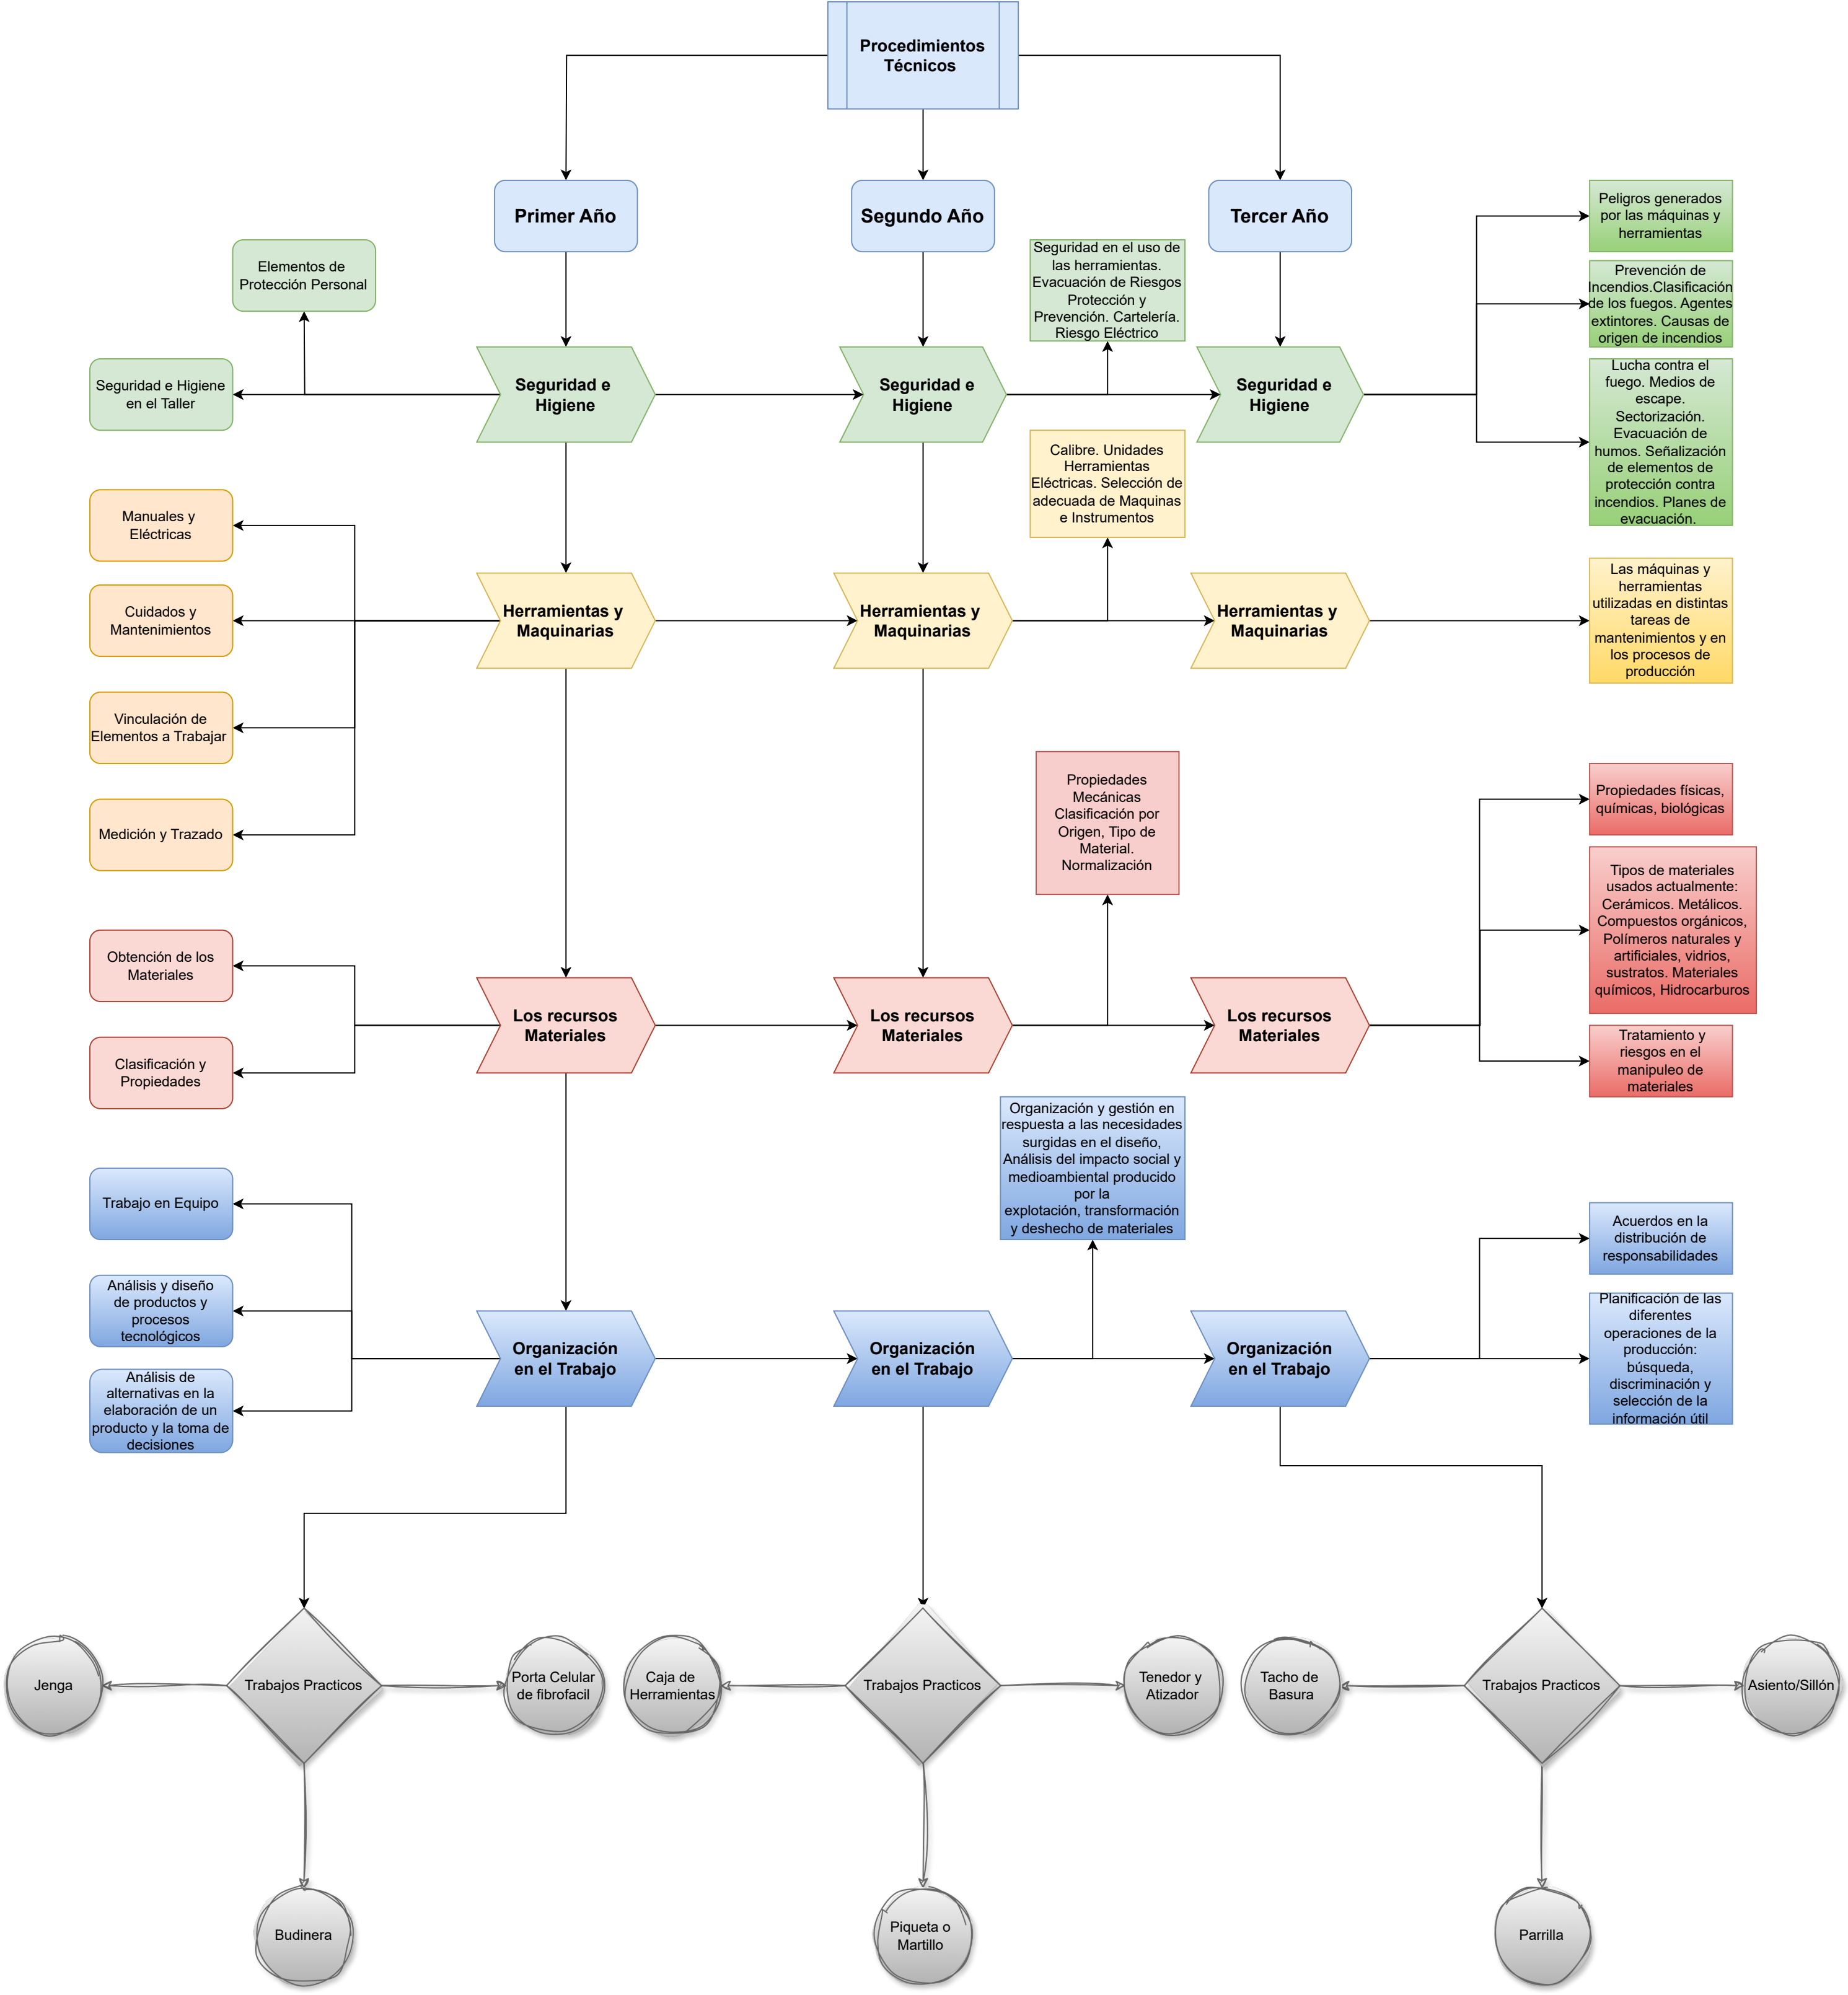 Procedimientos
Técnicos
Primer Año
Segundo Año
Tercer Año
Elementos de
Protección Personal
Seguridad en el uso de
las herramientas.
Evacuación de Riesgos
Protección y
Prevención. Cartelería.
Riesgo Eléctrico
Peligros generados
por las máquinas y
herramientas
Prevención de
Incendios.Clasificación
de los fuegos. Agentes
extintores. Causas de
origen de incendios
Seguridad e Higiene
en el Taller
Seguridad e
Higiene
Seguridad e
Higiene
Seguridad e
Higiene
Lucha contra el
fuego. Medios de
escape.
Sectorización.
Evacuación de
humos. Señalización
de elementos de
protección contra
incendios. Planes de
evacuación.
Calibre. Unidades
Herramientas
Eléctricas. Selección de
adecuada de Maquinas
e Instrumentos
Manuales y
Eléctricas
Cuidados y
Mantenimientos
Vinculación de
Elementos a Trabajar
Medición y Trazado
Herramientas y
Maquinarias
Herramientas y
Maquinarias
Herramientas y
Maquinarias
Las máquinas y
herramientas
utilizadas en distintas
tareas de
mantenimientos y en
los procesos de
producción
Propiedades
Mecánicas
Clasificación por
Origen, Tipo de
Material.
Normalización
Propiedades físicas,
químicas, biológicas
Tipos de materiales
usados actualmente:
Cerámicos. Metálicos.
Compuestos orgánicos,
Polímeros naturales y
artificiales, vidrios,
sustratos. Materiales
químicos, Hidrocarburos
Obtención de los
Materiales
Clasificación y
Propiedades
Los recursos
Materiales
Los recursos
Materiales
Los recursos
Materiales
Tratamiento y
riesgos en el
manipuleo de
materiales
Organización y gestión en
respuesta a las necesidades
surgidas en el diseño,
Análisis del impacto social y
medioambiental producido
por la
explotación, transformación
y deshecho de materiales
Trabajo en Equipo
Análisis y diseño
de productos y
procesos
tecnológicos
Análisis de
alternativas en la
elaboración de un
producto y la toma de
decisiones
Organización
en el Trabajo
Organización
en el Trabajo
Organización
en el Trabajo
Acuerdos en la
distribución de
responsabilidades
Planificación de las
diferentes
operaciones de la
producción:
búsqueda,
discriminación y
selección de la
información útil
Jenga
Trabajos Practicos
Porta Celular
de fibrofacil
Caja de
Herramientas
Trabajos Practicos
Tenedor y
Atizador
Tacho de
Basura
Trabajos Practicos
Asiento/Sillón
Budinera
Piqueta o
Martillo
Parrilla